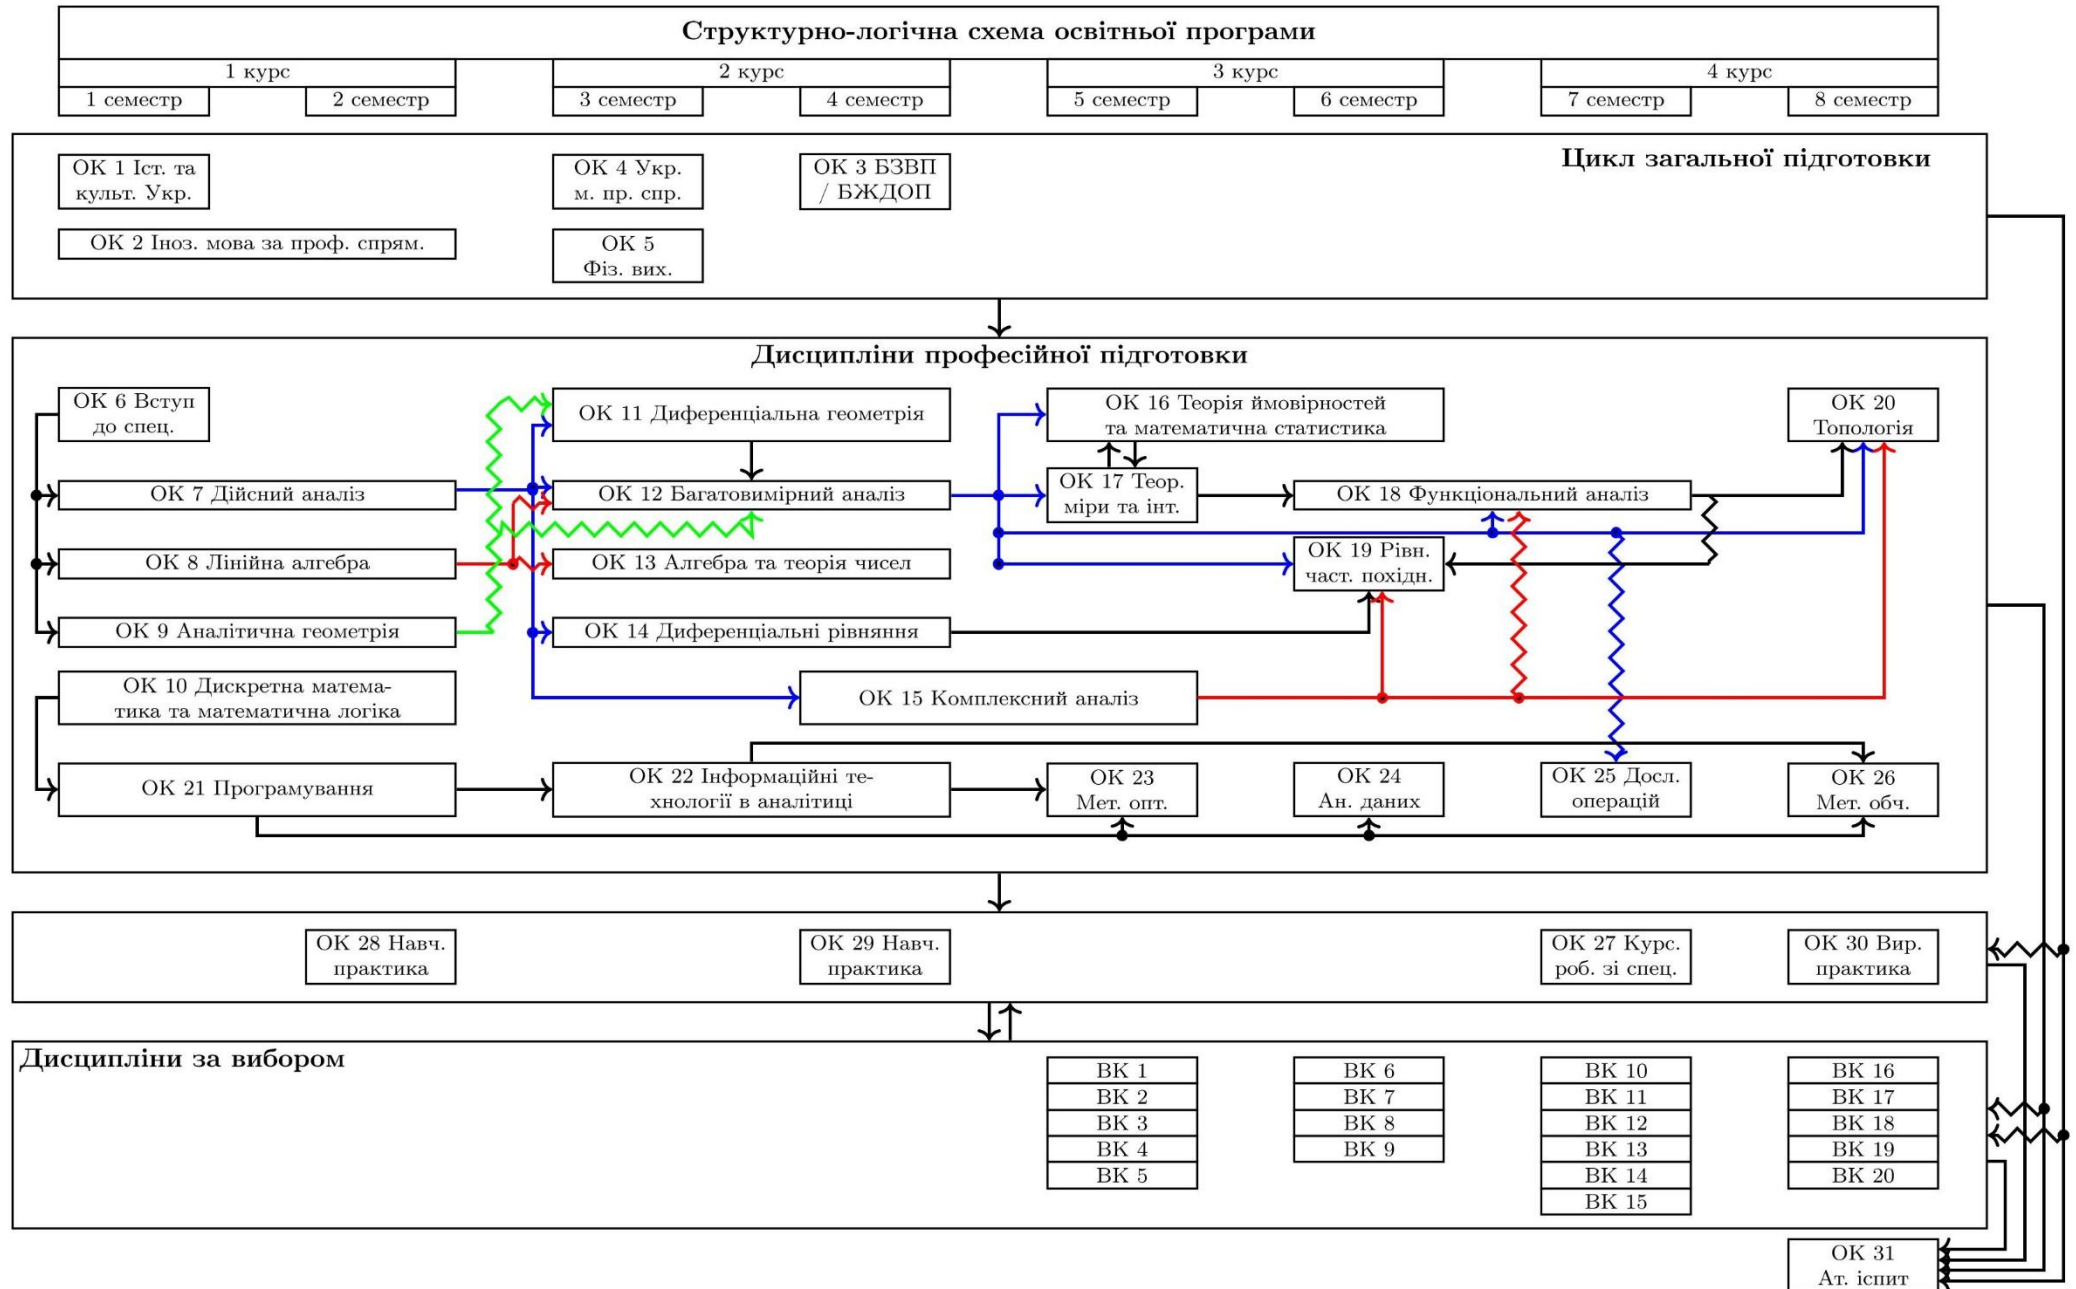 Структурно-логічна схема освітньої програми
1 курс
2 курс
3 курс
4 курс
1 семестр
2 семестр
3 семестр
4 семестр
5 семестр
6 семестр
7 семестр
8 семестр
Цикл загальної підготовки
ОК 1 Іст. та
культ. Укр.
ОК 4 Укр.
м. пр. спр.
ОК 3 БЗВП
/ БЖДОП
ОК 2 Іноз. мова за проф. спрям.
ОК 5
Фіз. вих.
Дисципліни професійної підготовки
ОК 6 Вступ
до спец.
ОК 11 Диференціальна геометрія
ОК 16 Теорія ймовірностей
та математична статистика
ОК 20
Топологія
ОК 7 Дійсний аналіз
ОК 12 Багатовимірний аналіз
ОК 17 Теор.
міри та інт.
ОК 18 Функціональний аналіз
ОК 8 Лінійна алгебра
ОК 13 Алгебра та теорія чисел
ОК 19 Рівн.
част. похідн.
ОК 9 Аналітична геометрія
ОК 14 Диференціальні рівняння
ОК 10 Дискретна матема-
тика та математична логіка
ОК 15 Комплексний аналіз
ОК 21 Програмування
ОК 22 Інформаційні те-
хнології в аналітиці
ОК 23
Мет. опт.
ОК 24
Ан. даних
ОК 25 Досл.
операцій
ОК 26
Мет. обч.
ОК 28 Навч.
практика
ОК 29 Навч.
практика
ОК 27 Курс.
роб. зі спец.
ОК 30 Вир.
практика
Дисципліни за вибором
ВК 1
ВК 2
ВК 3
ВК 4
ВК 5
ВК 6
ВК 7
ВК 8
ВК 9
ВК 10
ВК 11
ВК 12
ВК 13
ВК 14
ВК 15
ВК 16
ВК 17
ВК 18
ВК 19
ВК 20
ОК 31
Ат. іспит